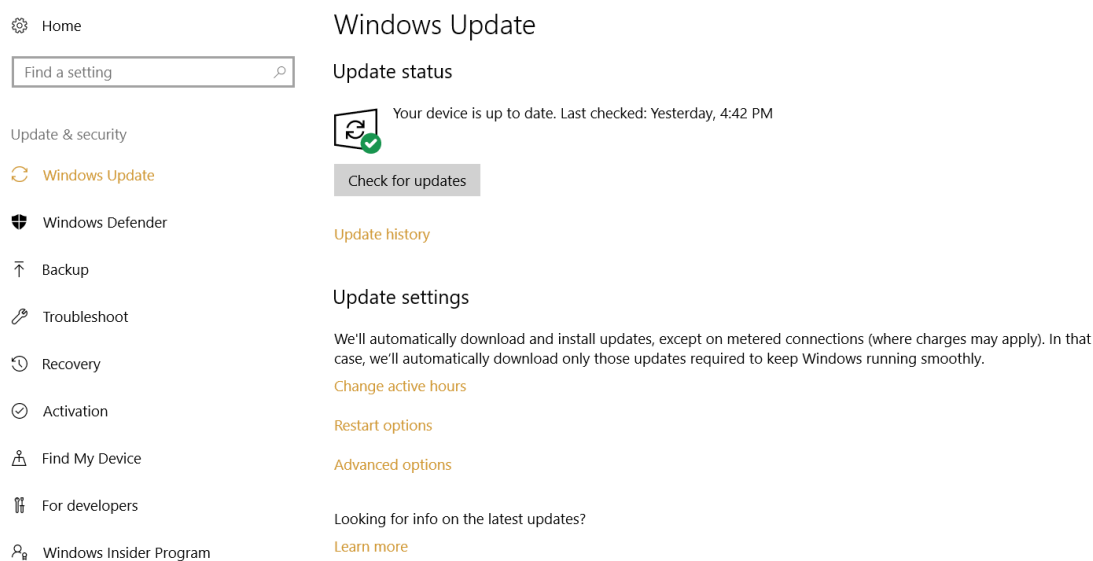 Home
Find a setting
Update & security
Windows Update
Windows Defender
Backup
Troubleshoot
Recovery
Activation
Find My Device
For developers
Windows Insider Program
Windows Update
Update status
Your device is up to date. Last checked: Yesterday, 4:42 PM
Check for updates
Update history
Update settings
We'll automatically download and install updates, except on metered connections (where charges may apply). In that
case, we'll automatically download only those updates required to keep Windows running smoothly.
Change active hours
Restart options
Advanced options
Looking for info on the latest updates?
Learn more